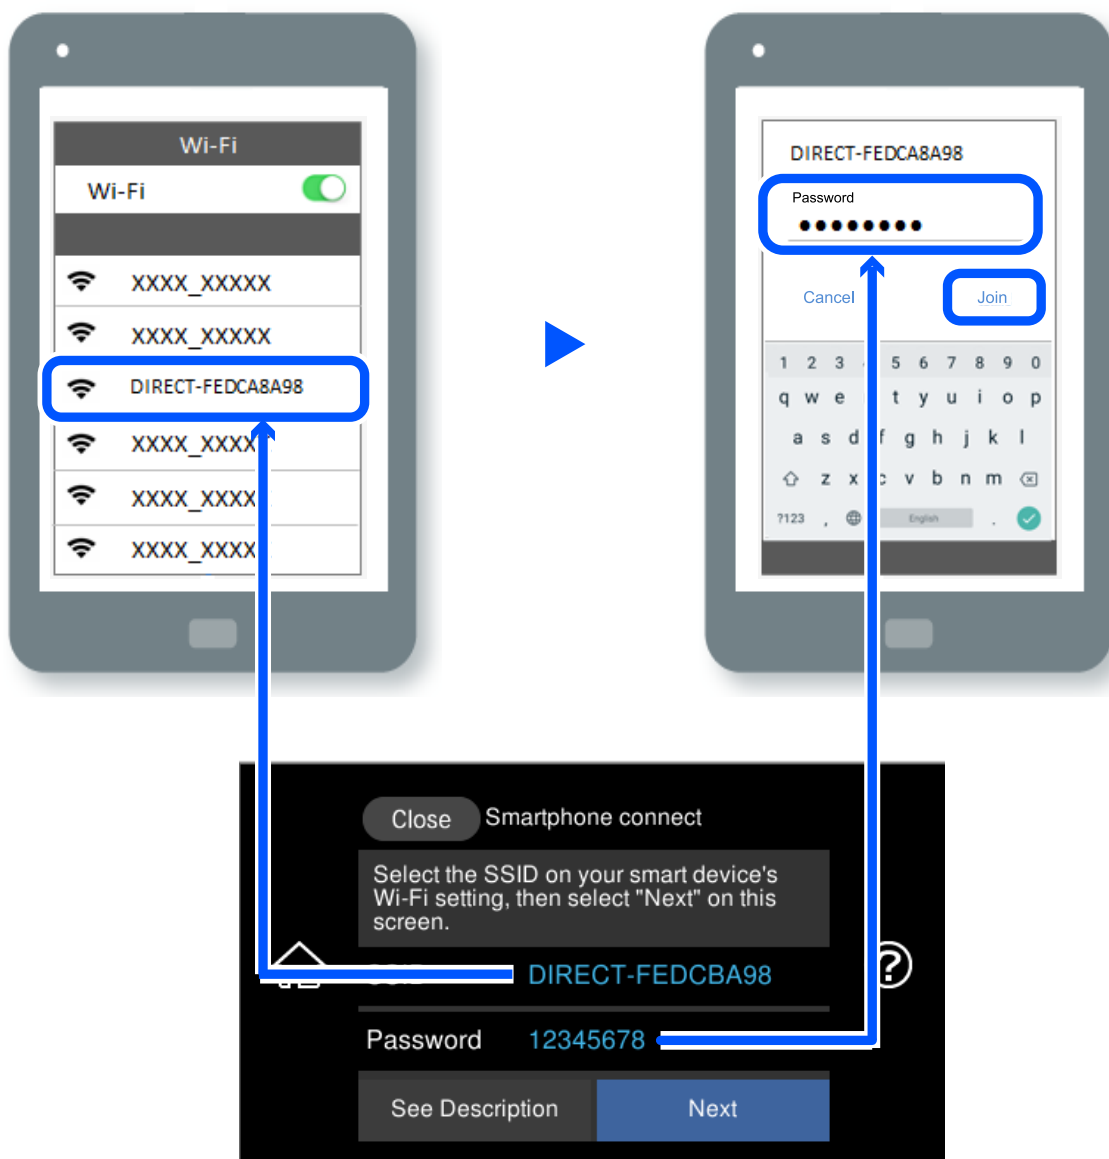 Wi-Fi
Wi-Fi
XXXX_XXXXX
XXXX_XXXXX
DIRECT-FEDCA8A98
XXXX_XXXX
XXXX_XXXX
XXXX_XXXX
DIRECT-FEDCA8A98
Password
●●●●●●●●
Cancel
Join
1 2 3 5 6 7 8 9 0
q w e t y u i o p
a s d f g h j k l
z x c v b n m
?123 , English .
Close Smartphone connect
Select the SSID on your smart device's
Wi-Fi setting, then select "Next" on this
screen.
SSID DIRECT-FEDCBA98
Password 12345678
See Description Next